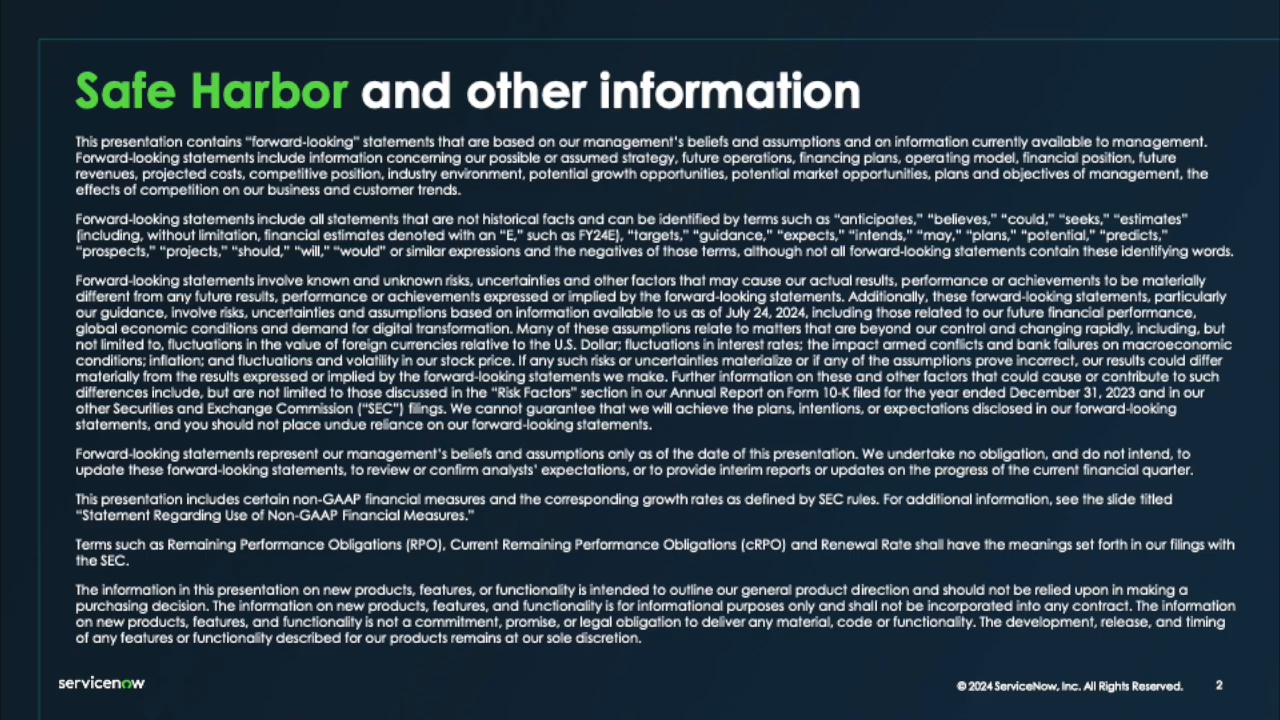 Safe Harbor and other information
This presentation contains “forward-looking” statements that are based on our management’s beliefs and assumptions and on information currently available to management.
Forward-looking statements include information concerning our possible or assumed strategy, future operations, financing plans, operating model, financial position, future
revenues, projected costs, competitive position, industry environment, potential growth opportunities, potential market opportunities, plans and objectives of management, the
effects of competition on our business and customer trends.
Forward-looking statements include all statements that are not historical facts and can be identified by terms such as “anticipates,” “believes,” “could,” “seeks,” “estimates”
(including, without limitation, financial estimates denoted with an “E,” such as FY24E), “targets,” “guidance,” “expects,” “intends,” “may,” “plans,” “potential,” “predicts,”
“prospects,” “projects,” “should,” “will,” “would” or similar expressions and the negatives of those terms, although not all forward-looking statements contain these identifying words.
Forward-looking statements involve known and unknown risks, uncertainties and other factors that may cause our actual results, performance or achievements to be materially
different from any future results, performance or achievements expressed or implied by the forward-looking statements. Additionally, these forward-looking statements, particularly
our guidance, involve risks, uncertainties and assumptions based on information available to us as of July 24, 2024, including those related to our future financial performance,
global economic conditions and demand for digital transformation. Many of these assumptions relate to matters that are beyond our control and changing rapidly, including, but
not limited to, fluctuations in the value of foreign currencies relative to the U.S. Dollar; fluctuations in interest rates; the impact armed conflicts and bank failures on macroeconomic
conditions; inflation; and fluctuations and volatility in our stock price. If any such risks or uncertainties materialize or if any of the assumptions prove incorrect, our results could differ
materially from the results expressed or implied by the forward-looking statements we make. Further information on these and other factors that could cause or contribute to such
differences include, but are not limited to those discussed in the “Risk Factors” section in our Annual Report on Form 10-K filed for the year ended December 31, 2023 and in our
other Securities and Exchange Commission (“SEC”) filings. We cannot guarantee that we will achieve the plans, intentions, or expectations disclosed in our forward-looking
statements, and you should not place undue reliance on our forward-looking statements.
Forward-looking statements represent our management’s beliefs and assumptions only as of the date of this presentation. We undertake no obligation, and do not intend, to
update these forward-looking statements, to review or confirm analysts’ expectations, or to provide interim reports or updates on the progress of the current financial quarter.
This presentation includes certain non-GAAP financial measures and the corresponding growth rates as defined by SEC rules. For additional information, see the slide titled
“Statement Regarding Use of Non-GAAP Financial Measures.”
Terms such as Remaining Performance Obligations (RPO), Current Remaining Performance Obligations (cRPO) and Renewal Rate shall have the meanings set forth in our filings with
the SEC.
The information in this presentation on new products, features, or functionality is intended to outline our general product direction and should not be relied upon in making a
purchasing decision. The information on new products, features, and functionality is for informational purposes only and shall not be incorporated into any contract. The information
on new products, features, and functionality is not a commitment, promise, or legal obligation to deliver any material, code or functionality. The development, release, and timing
of any features or functionality described for our products remains at our sole discretion.
servicenow
© 2024 ServiceNow, Inc. All Rights Reserved. 2